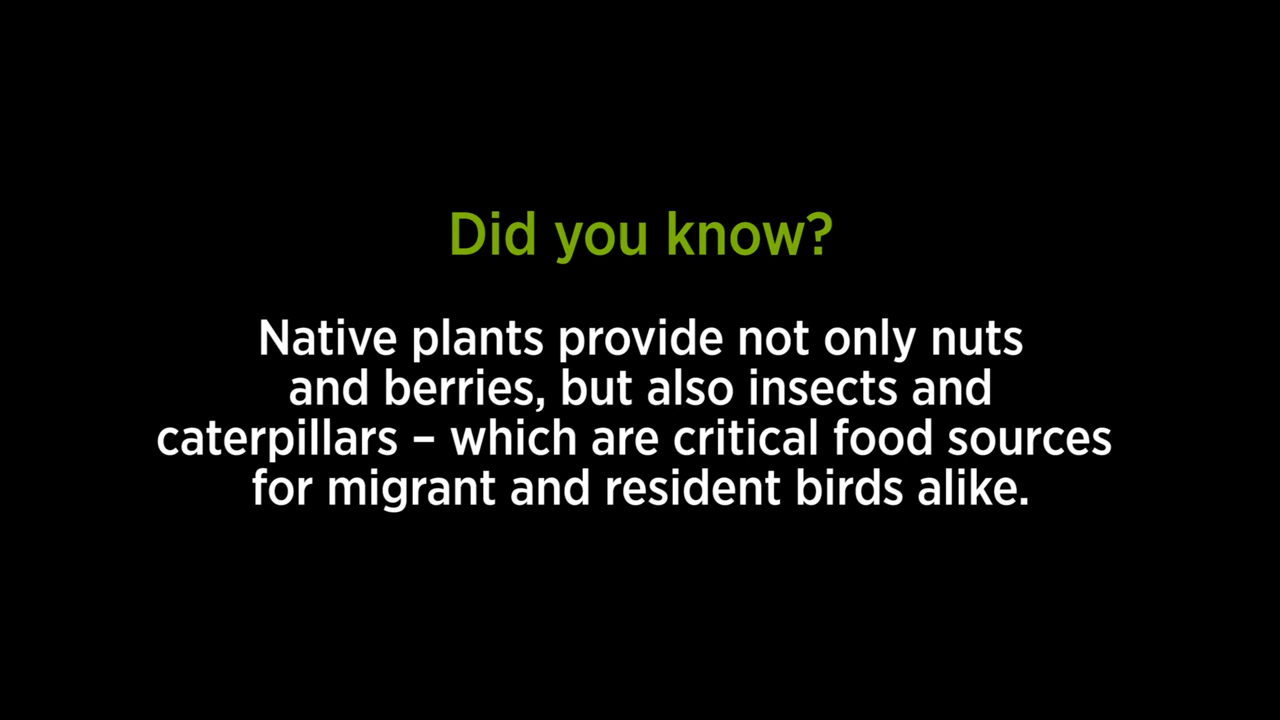 Did you know?
Native plants provide not only nuts
and berries, but also insects and
caterpillars – which are critical food sources
for migrant and resident birds alike.